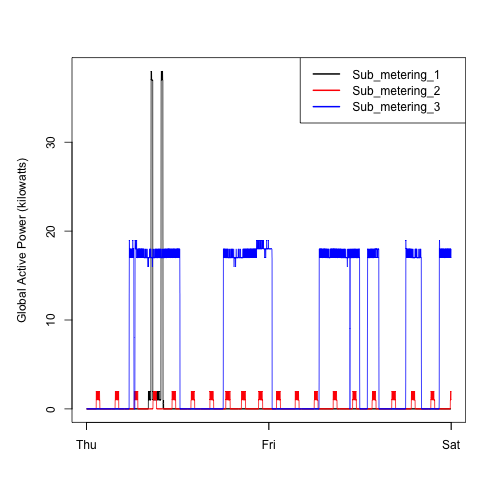 Sub_metering_1
Sub_metering_2
Sub_metering_3
Global Active Power (kilowatts)
30
20
10
0
Thu Fri Sat